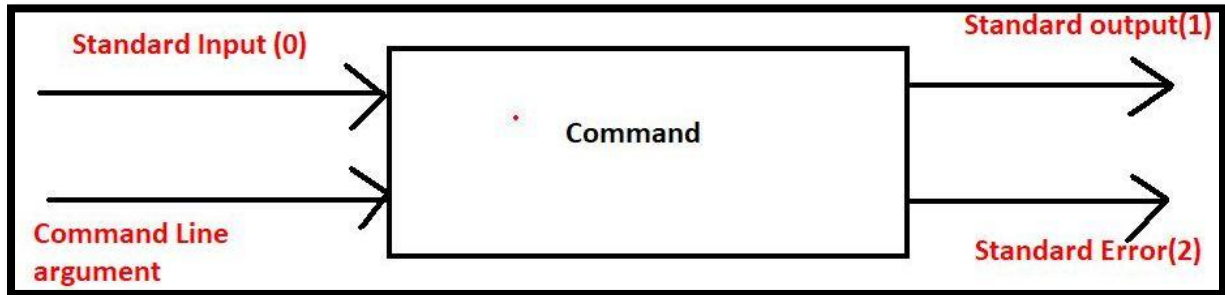 Standard Input (0)
Standard output(1)
Command
Command Line
argument
Standard Error(2)